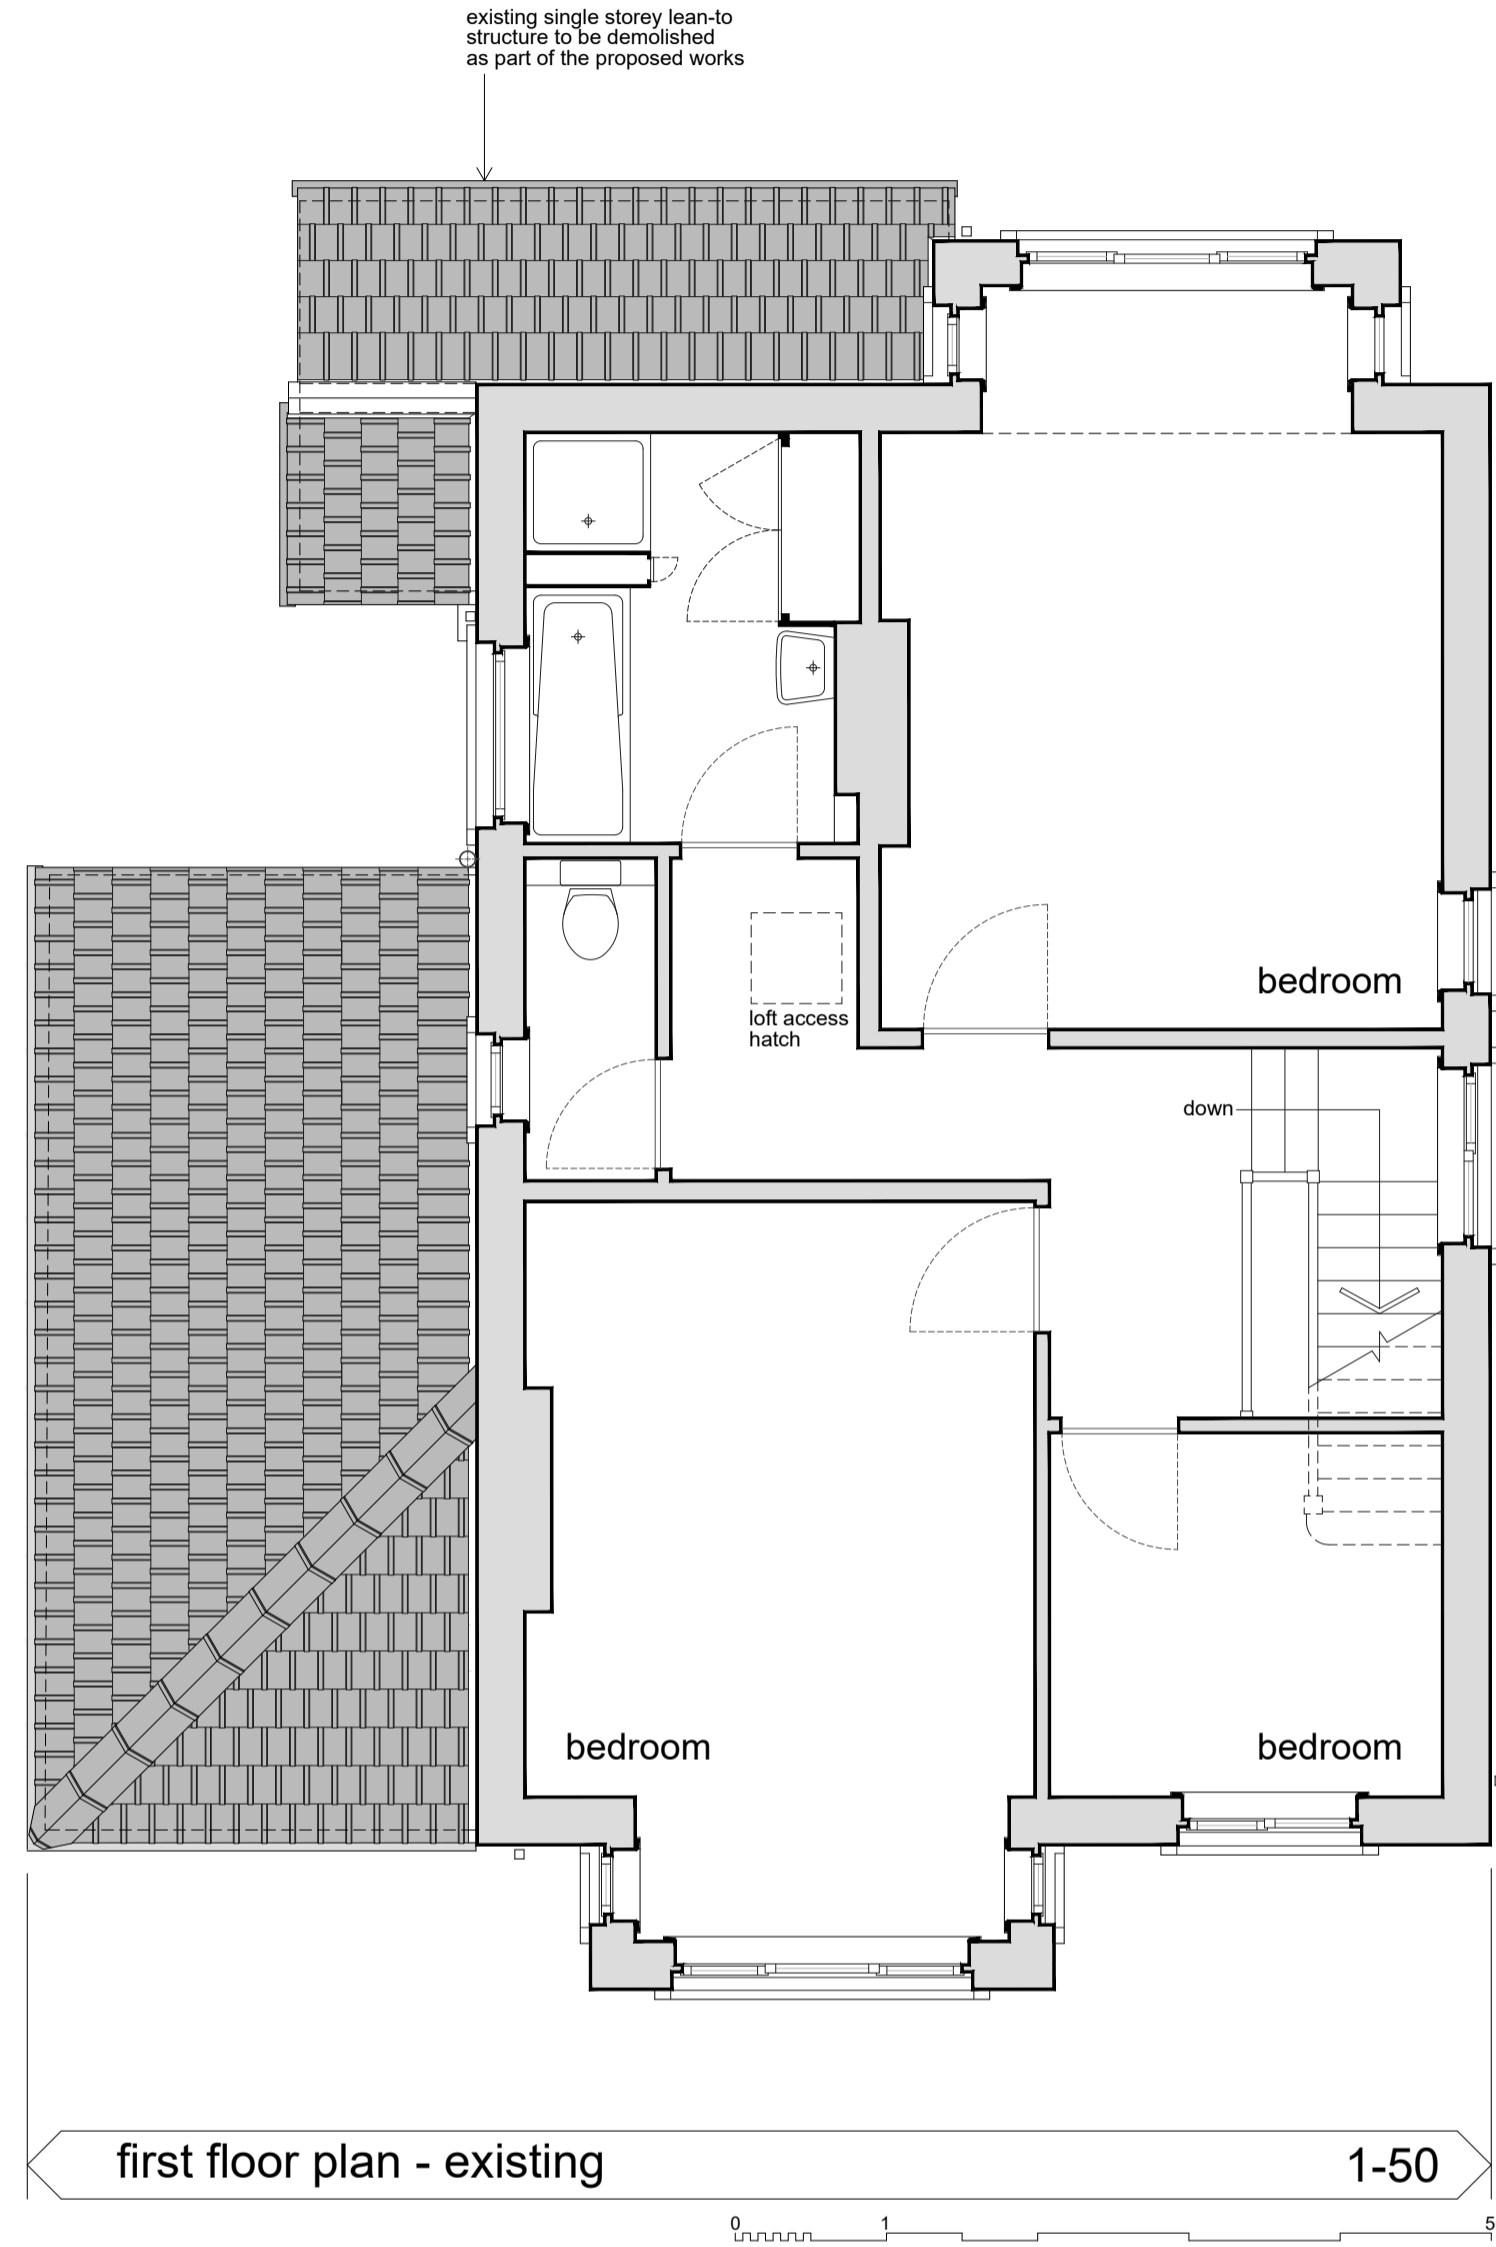 existing single storey lean-to
structure to be demolished
as part of the proposed works
bedroom
loft access
hatch
down
bedroom
bedroom
first floor plan - existing
1-50
0
1
5